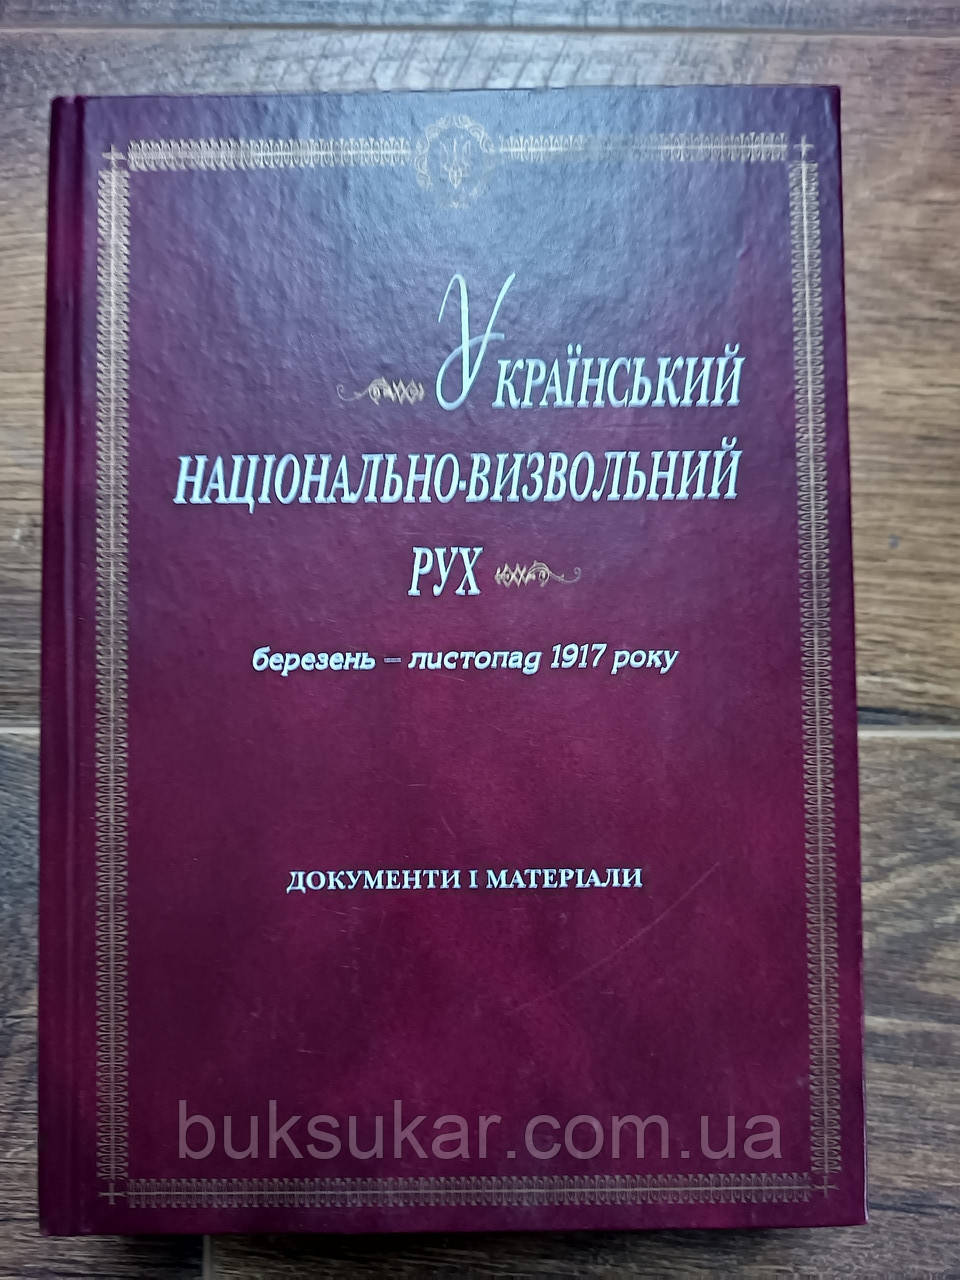 УКРАЇНСЬКИЙ
НАЦІОНАЛЬНО-ВИЗВОЛЬНИЙ
РУХ
березень – листопад 1917 року
ДОКУМЕНТИ І МАТЕРІАЛИ
buksukar.com.ua